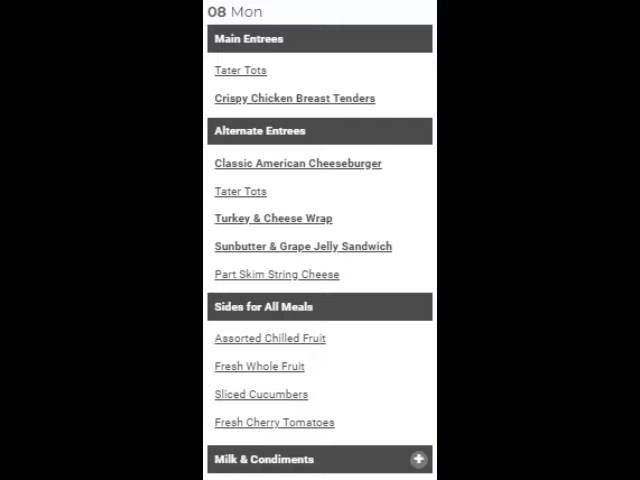 08 Mon
Main Entrees
Tater Tots
Crispy Chicken Breast Tenders
Alternate Entrees
Classic American Cheeseburger
Tater Tots
Turkey & Cheese Wrap
Sunbutter & Grape Jelly Sandwich
Part Skim String Cheese
Sides for All Meals
Assorted Chilled Fruit
Fresh Whole Fruit
Sliced Cucumbers
Fresh Cherry Tomatoes
Milk & Condiments